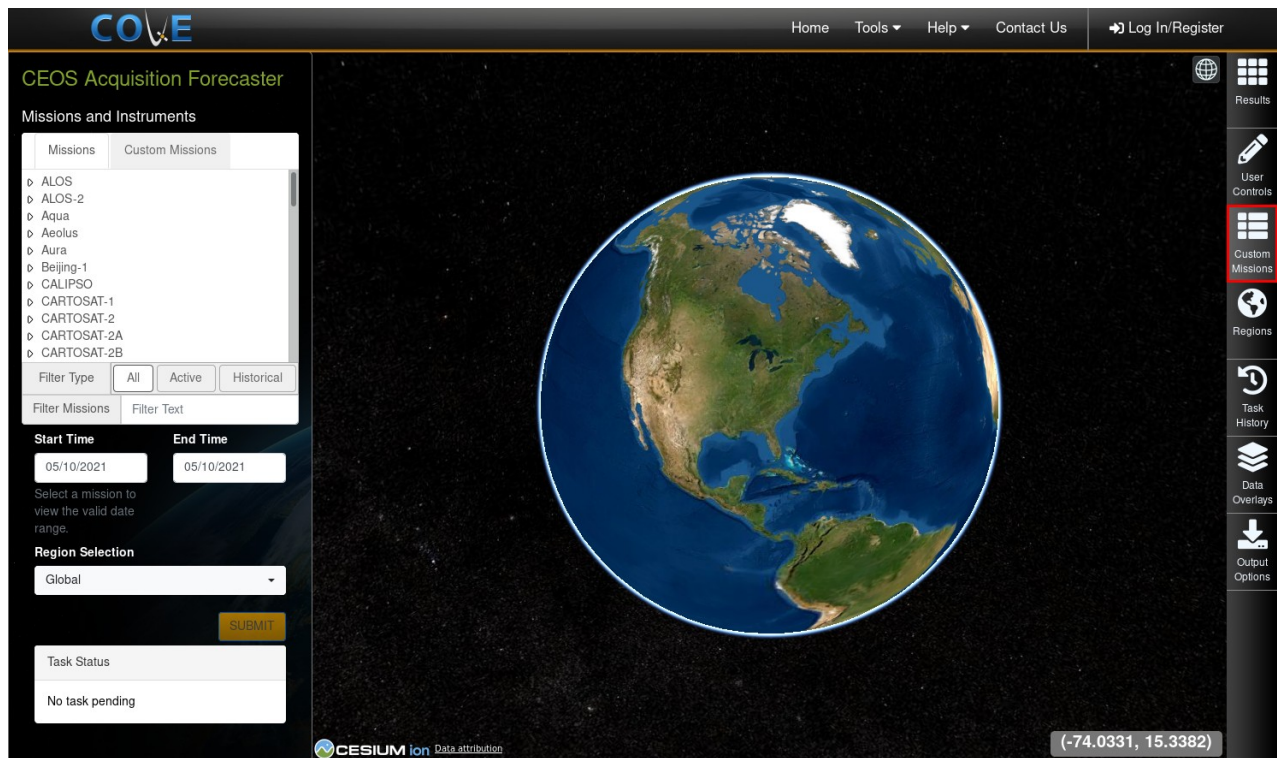 COVE
Home Tools Help Contact Us Log In/Register
CEOS Acquisition Forecaster
Missions and Instruments
Missions Custom Missions
ALOS
ALOS-2
Aqua
Aeolus
Aura
Beijing-1
CALIPSO
CARTOSAT-1
CARTOSAT-2
CARTOSAT-2A
CARTOSAT-2B
Filter Type All Active Historical
Filter Missions Filter Text
Start Time End Time
05/10/2021 05/10/2021
Select a mission to
view the valid date
range.
Region Selection
Global
SUBMIT
Task Status
No task pending
CESIUM ion Data attribution
(-74.0331, 15.3382)
Results
User
Controls
Custom
Missions
Regions
Task
History
Data
Overlays
Output
Options